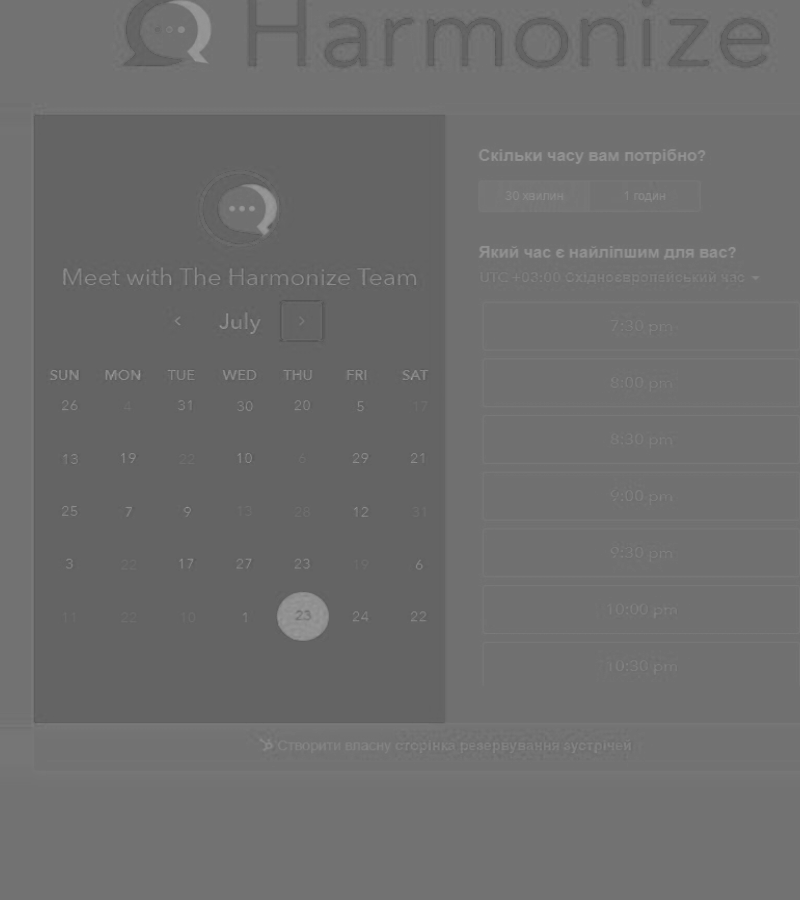 Harmonize
Meet with The Harmonize Team
July
SUN MON TUE WED THU FRI SAT
26 4 31 30 20 5 17
13 19 22 10 6 29 21
25 7 9 13 26 12 31
3 22 17 27 23 19 6
11 22 10 1 23 24 22
Скільки часу вам потрібно?
30 хвилин 1 годин
Який час є найліпшим для вас?
UTC +03:00 Східноєвропейський час
7:30 pm
8:00 pm
8:30 pm
9:00 pm
9:30 pm
10:00 pm
10:30 pm
Створити власну сторінка резервування зустрічей